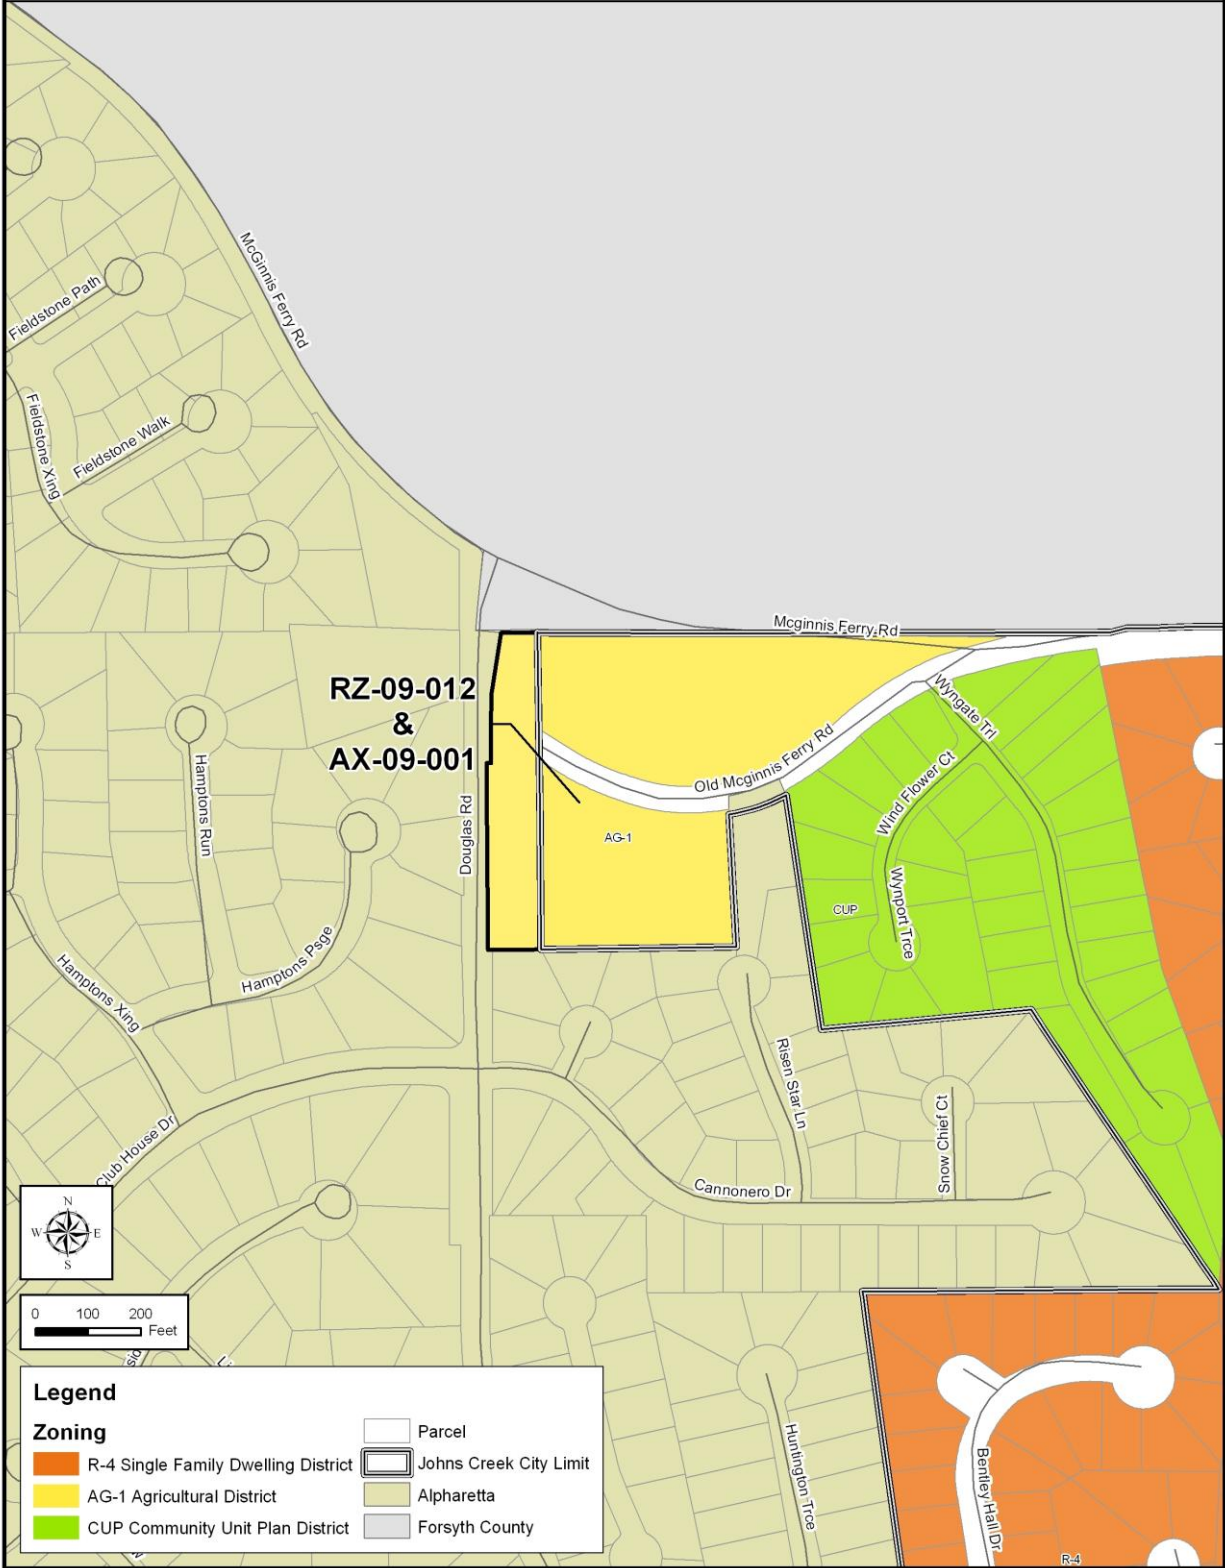 McGinnis Ferry Rd
Fieldstone Path
Fieldstone Xing
Fieldstone Walk
Mcginnis Ferry Rd
RZ-09-012
&
AX-09-001
Wyngate Trl
Old Mcginnis Ferry Rd
Wind Flower Ct
Hamptons Run
Douglas Rd
AG-1
CUP
Wynport Trce
Hamptons Psge
Hamptons Xing
Risen Star Ln
Snow Chief Ct
Club House Dr
Cannonero Dr
N
W E
S
0 100 200
Feet
Huntington Trce
Bentley Hall Dr
R-4
Legend
Zoning
R-4 Single Family Dwelling District
AG-1 Agricultural District
CUP Community Unit Plan District
Parcel
Johns Creek City Limit
Alpharetta
Forsyth County